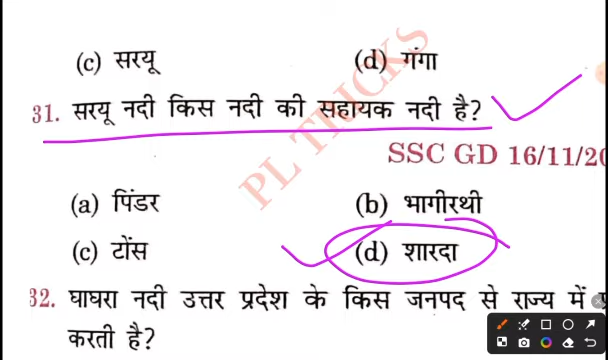 (c) सरयू (d) गंगा
31. सरयू नदी किस नदी की सहायक नदी है?
SSC GD 16/11/20
(a) पिंडर (b) भागीरथी
(c) टोंस (d) शारदा
32. घाघरा नदी उत्तर प्रदेश के किस जनपद से राज्य में
करती है?
PL TRICKS